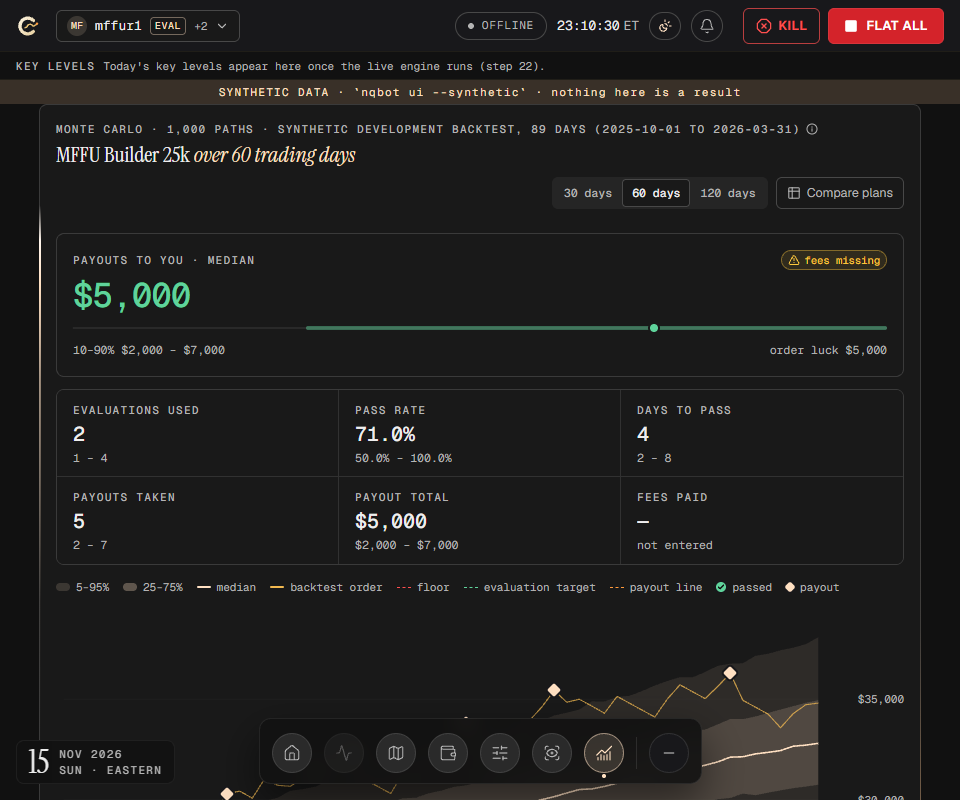 MF mffur1 EVAL +2 OFFLINE 23:10:30 ET KILL FLAT ALL
KEY LEVELS Today's key levels appear here once the live engine runs (step 22).
SYNTHETIC DATA · `nqbot ui --synthetic` · nothing here is a result
MONTE CARLO · 1,000 PATHS · SYNTHETIC DEVELOPMENT BACKTEST, 89 DAYS (2025-10-01 TO 2026-03-31)
MFFU Builder 25k over 60 trading days
30 days 60 days 120 days Compare plans
PAYOUTS TO YOU · MEDIAN fees missing
$5,000
10–90% $2,000 – $7,000 order luck $5,000
EVALUATIONS USED PASS RATE DAYS TO PASS
2 71.0% 4
1 – 4 50.0% – 100.0% 2 – 8
PAYOUTS TAKEN PAYOUT TOTAL FEES PAID
5 $5,000 —
2 – 7 $2,000 – $7,000 not entered
5–95% 25–75% median backtest order floor evaluation target payout line passed payout
$35,000
15 NOV 2026
SUN · EASTERN